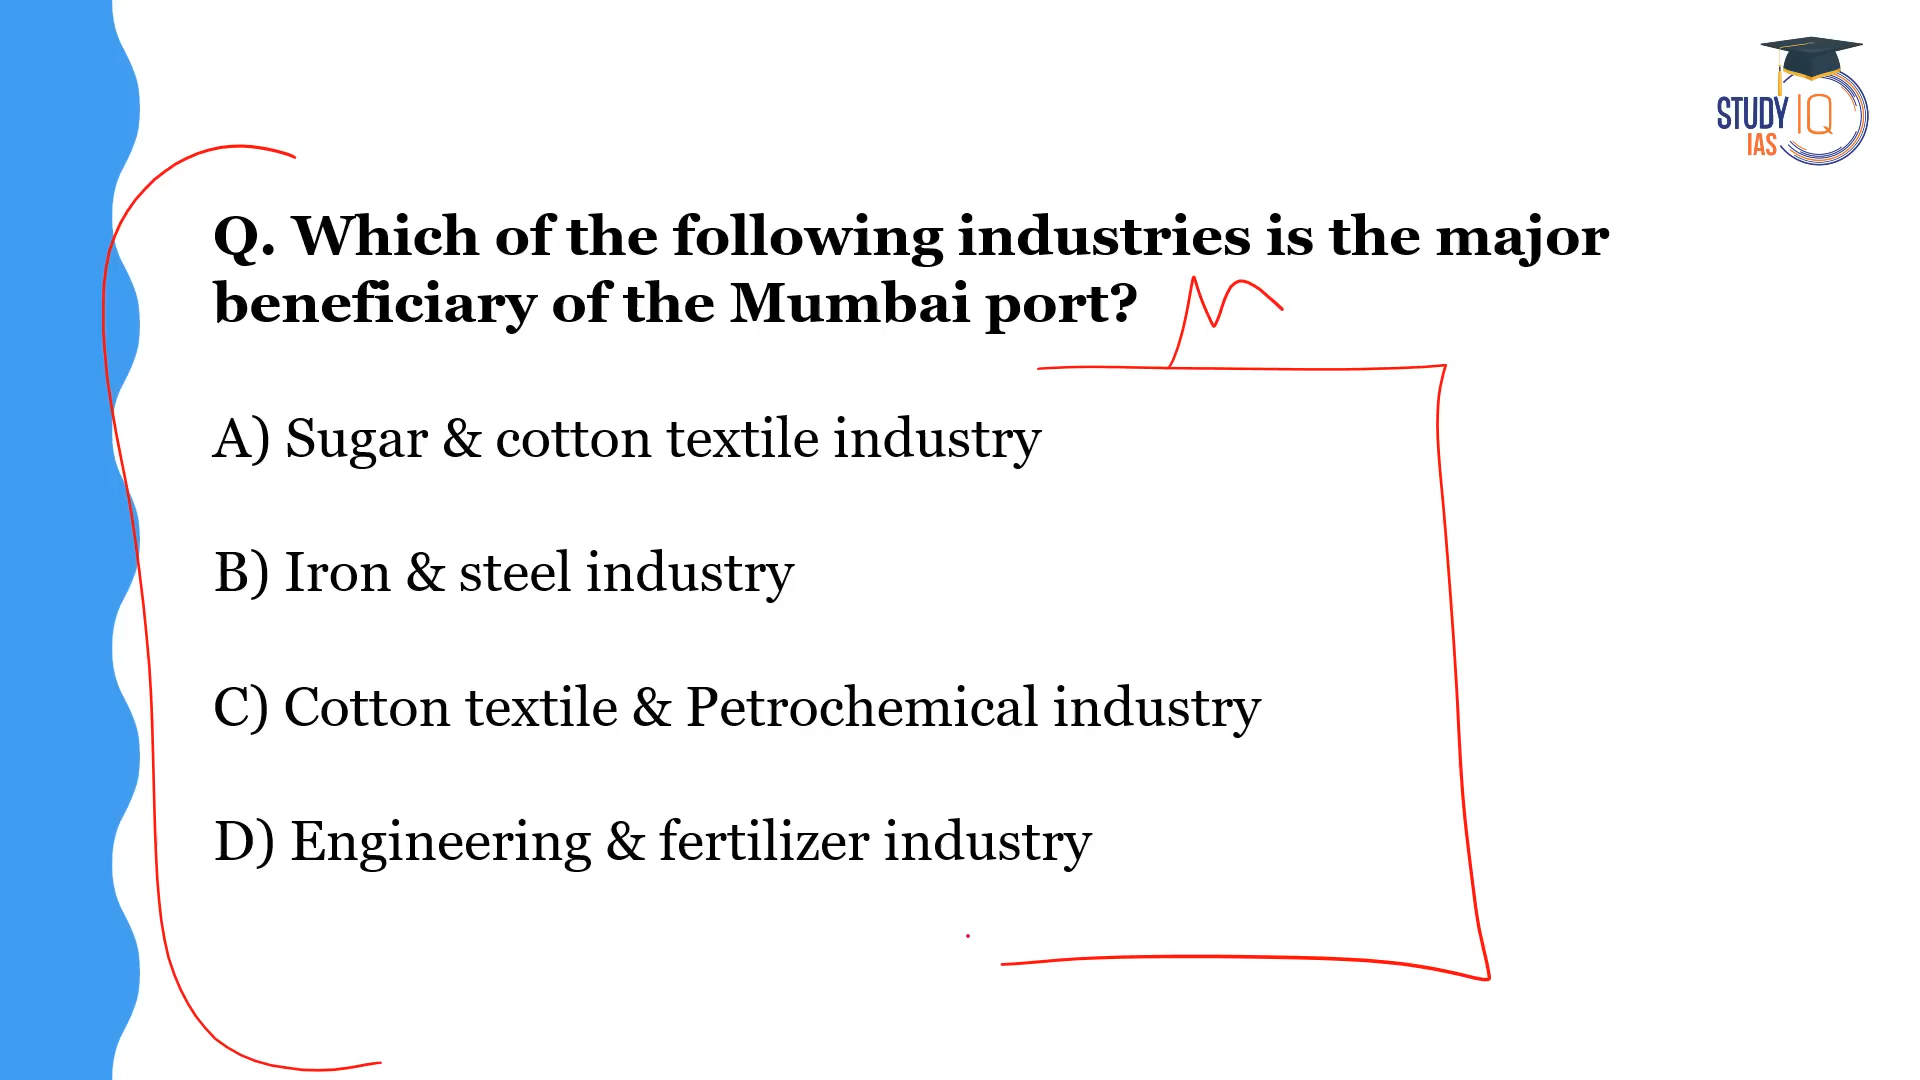 STUDY IQ
IAS
Q. Which of the following industries is the major
beneficiary of the Mumbai port?
A) Sugar & cotton textile industry
B) Iron & steel industry
C) Cotton textile & Petrochemical industry
D) Engineering & fertilizer industry